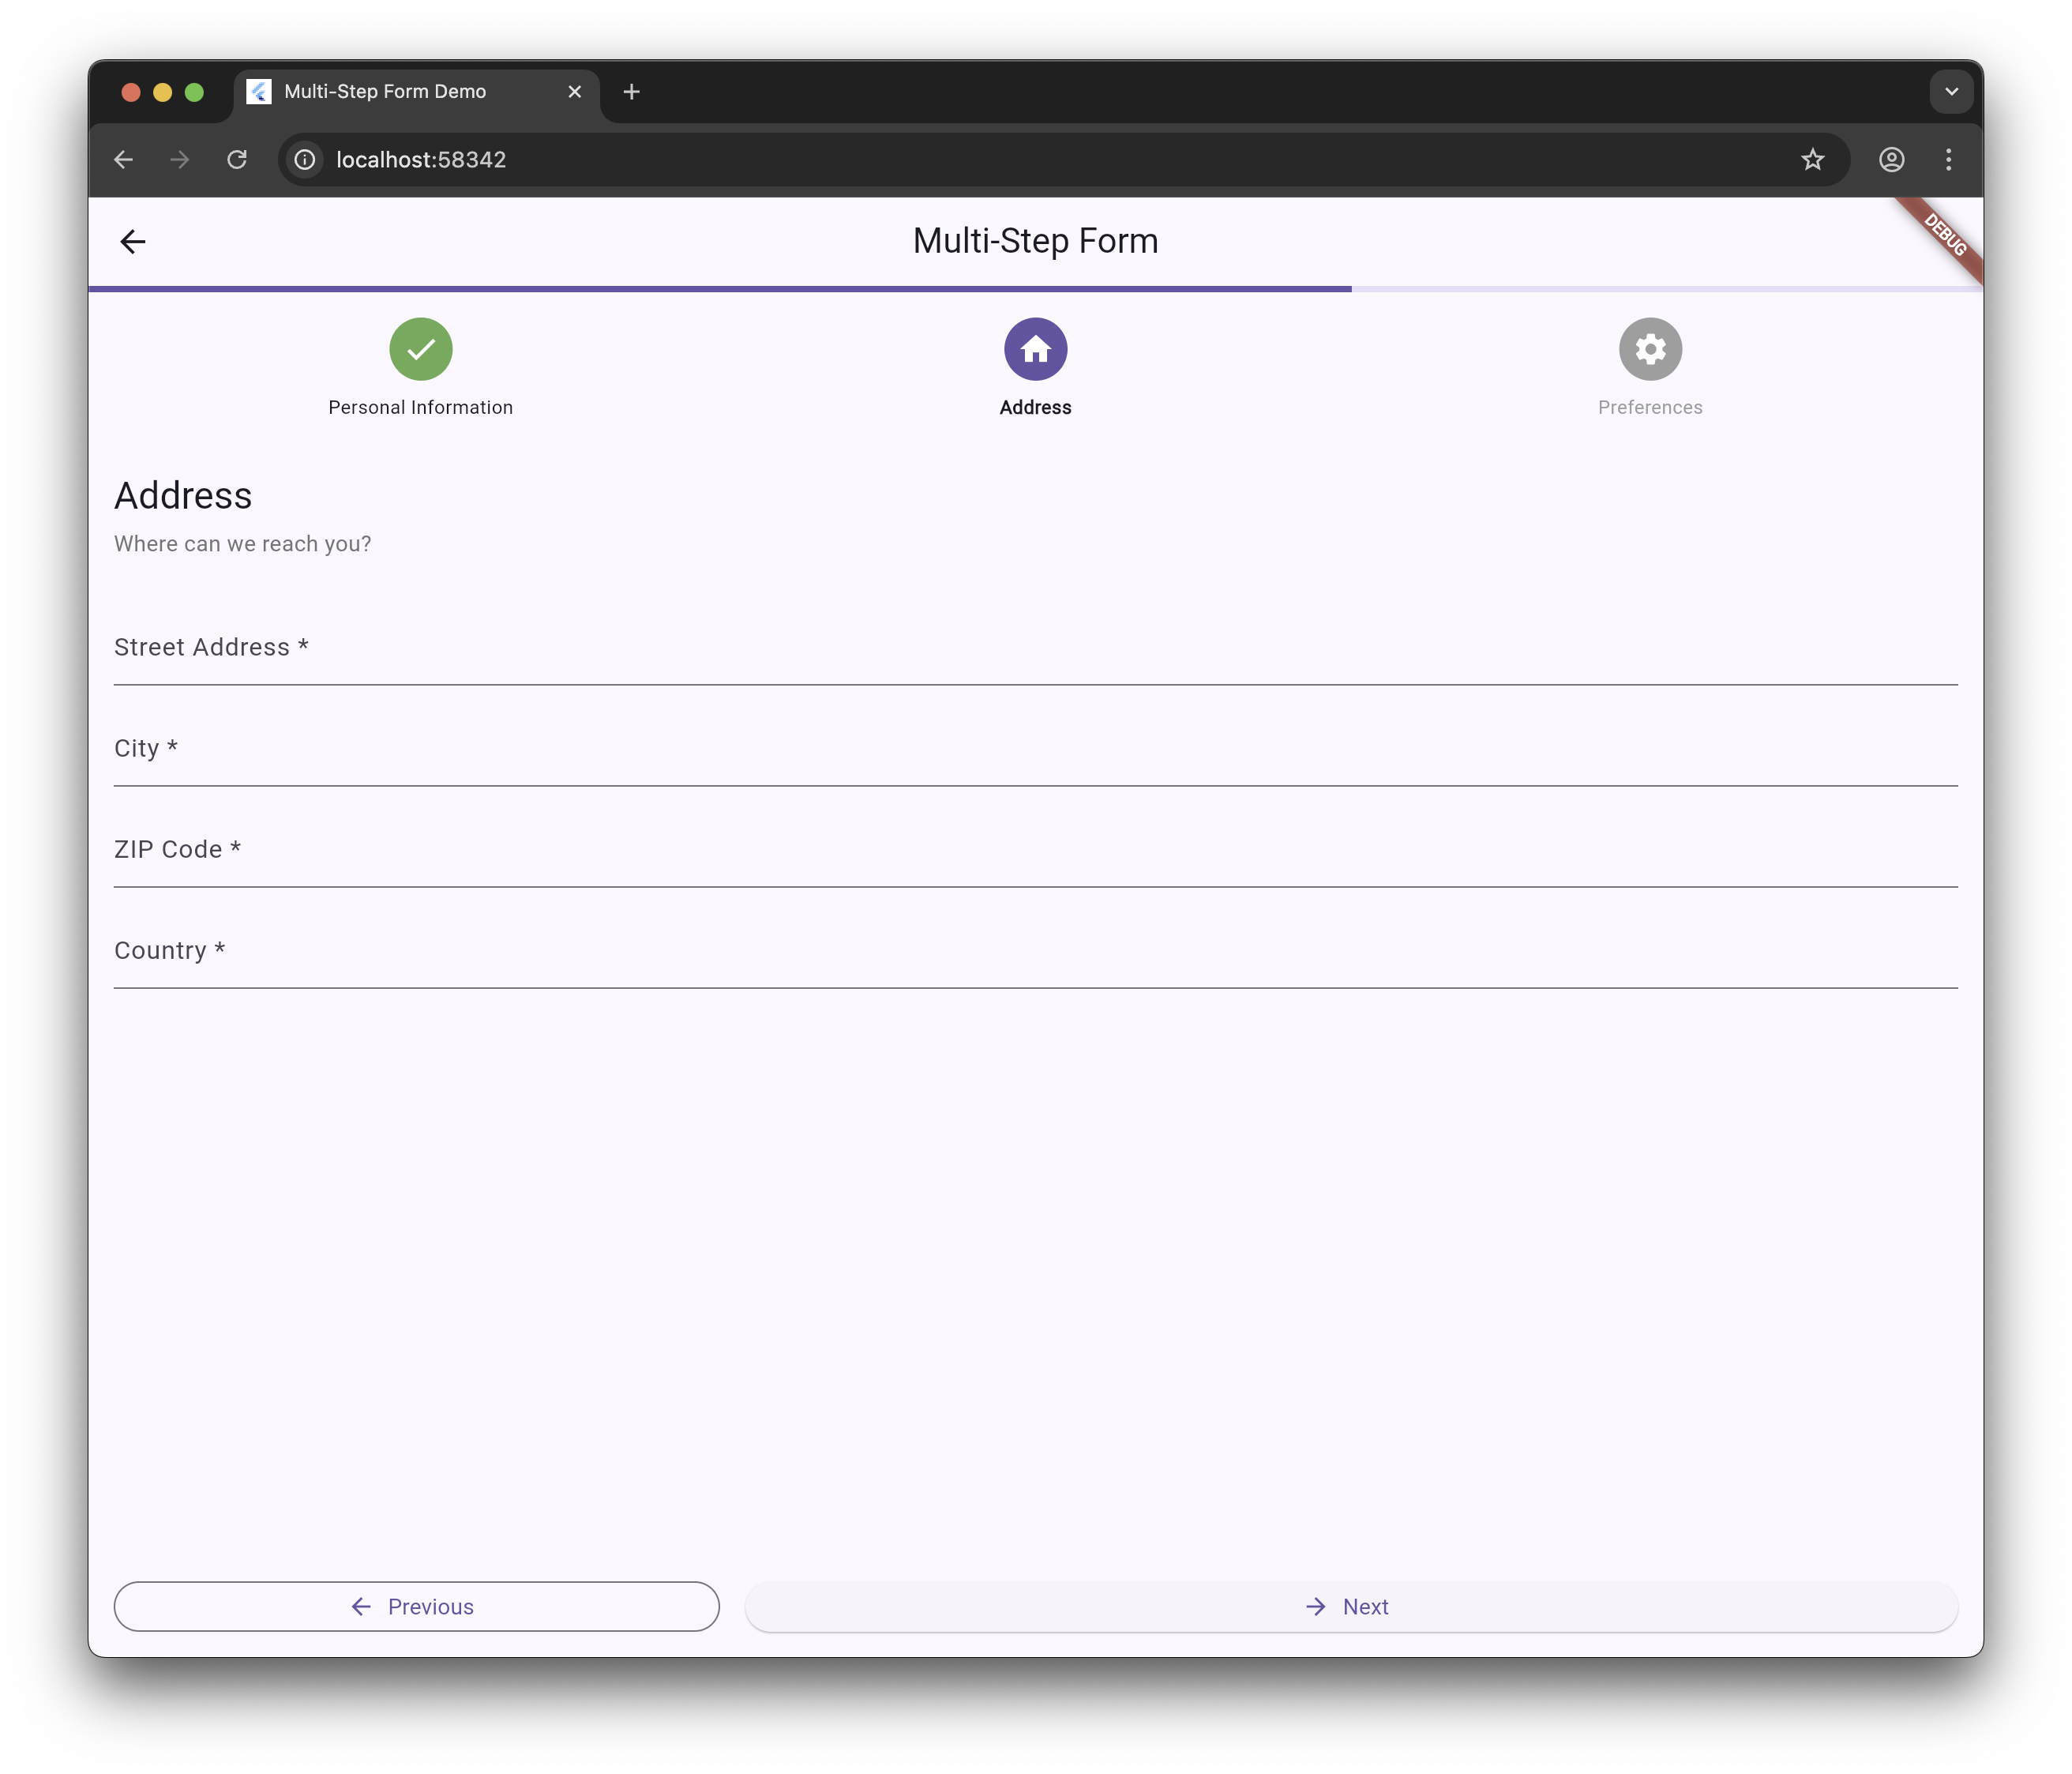 Multi-Step Form Demo
localhost:58342
Multi-Step Form
DEBUG
Personal Information
Address
Preferences
Address
Where can we reach you?
Street Address *
City *
ZIP Code *
Country *
Previous
Next